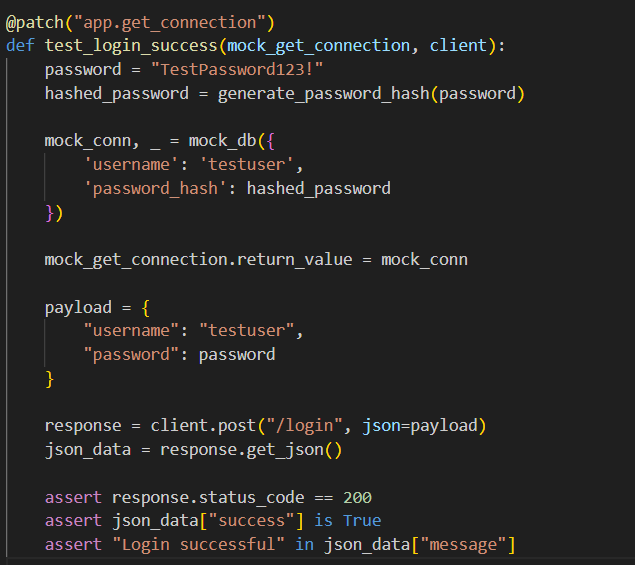 @patch("app.get_connection")
def test_login_success(mock_get_connection, client):
    password = "TestPassword123!"
    hashed_password = generate_password_hash(password)

    mock_conn, _ = mock_db({
        'username': 'testuser',
        'password_hash': hashed_password
    })

    mock_get_connection.return_value = mock_conn

    payload = {
        "username": "testuser",
        "password": password
    }

    response = client.post("/login", json=payload)
    json_data = response.get_json()

    assert response.status_code == 200
    assert json_data["success"] is True
    assert "Login successful" in json_data["message"]